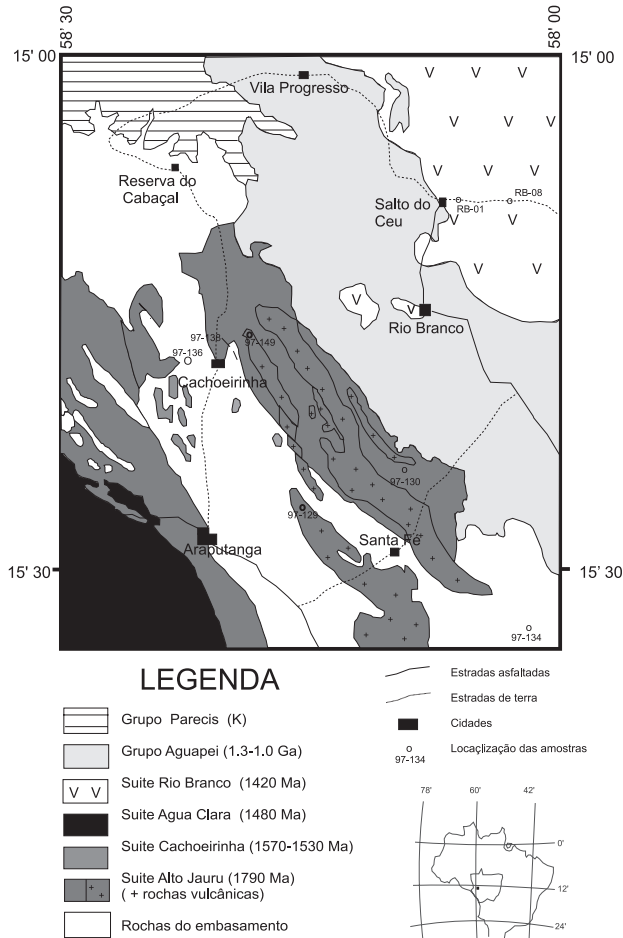 58' 30
58' 00
15' 00
15' 00
Vila Progresso
Reserva do
Cabaçal
Salto do
Ceu
RB-01
RB-08
V V V
V V V
V V V
V V
V V
V
V
Rio Branco
97-138
97-149
97-136
Cachoeirinha
97-130
97-129
Santa Fé
Araputanga
15' 30
15' 30
97-134
LEGENDA
Grupo Parecis (K)
Grupo Aguapei (1.3-1.0 Ga)
V V
Suite Rio Branco (1420 Ma)
Suite Agua Clara (1480 Ma)
Suite Cachoeirinha (1570-1530 Ma)
Suite Alto Jauru (1790 Ma)
( + rochas vulcânicas)
Rochas do embasamento
Estradas asfaltadas
Estradas de terra
Cidades
Locaçlização das amostras
97-134
78' 60' 42'
0'
12'
24'